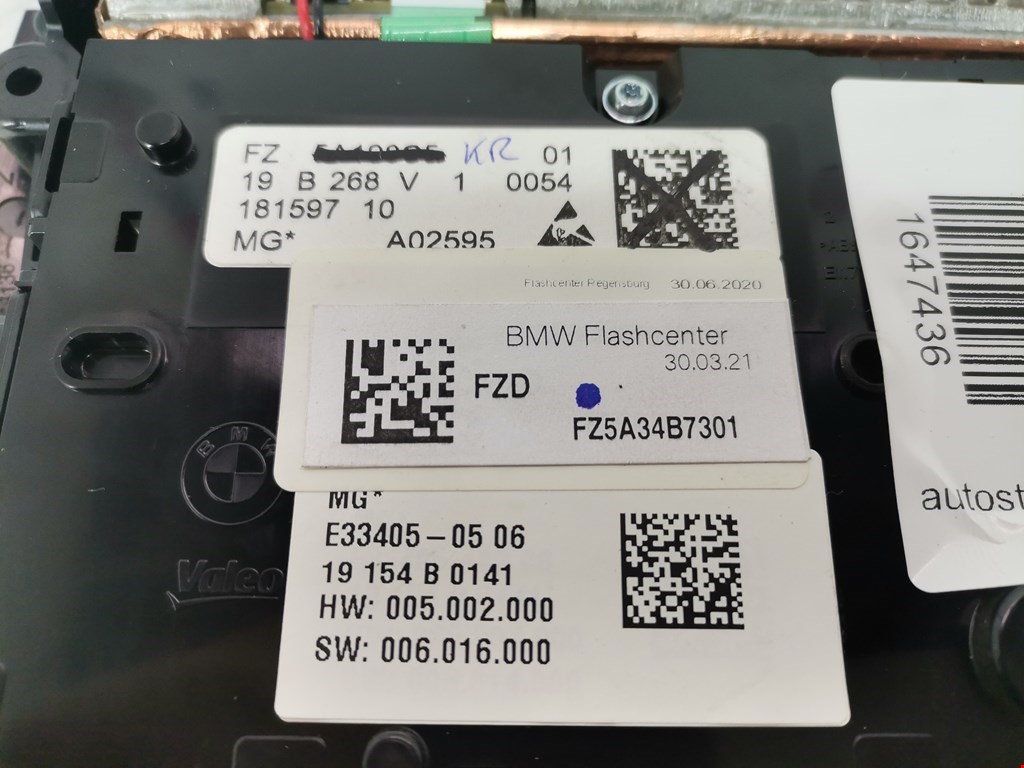 FZ KR 01
19 B 268 V 1 0054
181597 10
MG* A02595
Flashcenter Regensburg 30.06.2020
BMW Flashcenter
30.03.21
FZD
FZ5A34B7301
MG*
E33405-05 06
19 154 B 0141
HW: 005.002.000
SW: 006.016.000
BMW
Valeo
1647436
autost